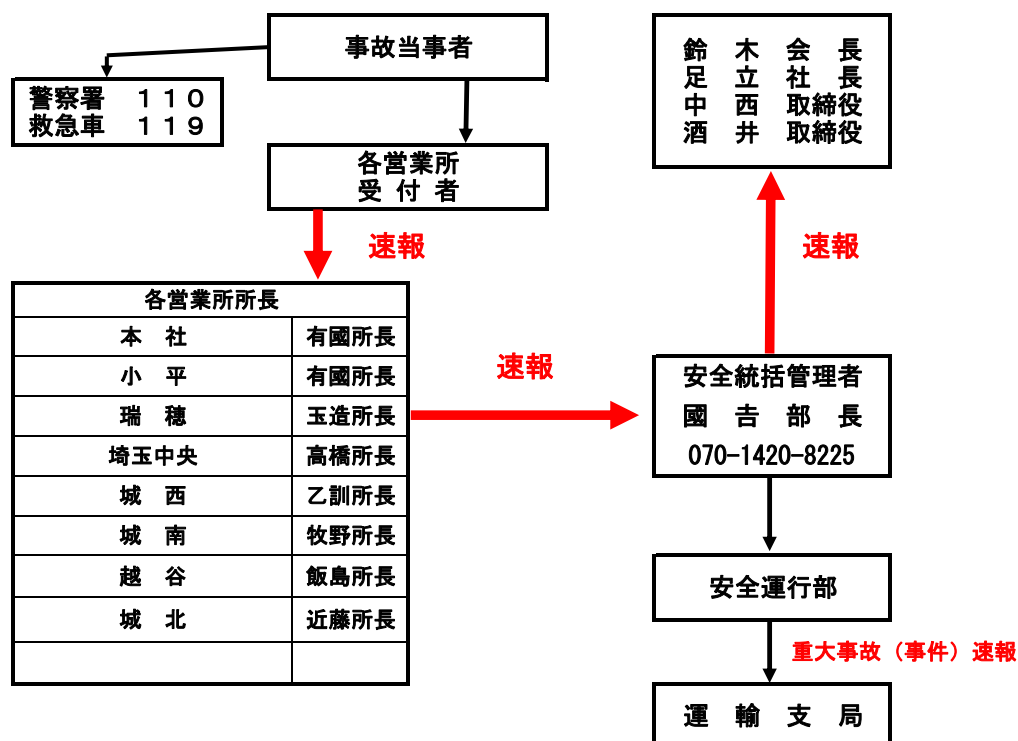 事故当事者
警察署 １１０
救急車 １１９
各営業所
受 付 者
鈴 木 会 長
足 立 社 長
中 西 取締役
酒 井 取締役
速報
速報
各営業所所長
本 社 有國所長
小 平 有國所長
瑞 穂 玉造所長
埼玉中央 高橋所長
城 西 乙訓所長
城 南 牧野所長
越 谷 飯島所長
城 北 近藤所長
速報
安全統括管理者
國 𠮷 部 長
070-1420-8225
安全運行部
重大事故（事件）速報
運 輸 支 局